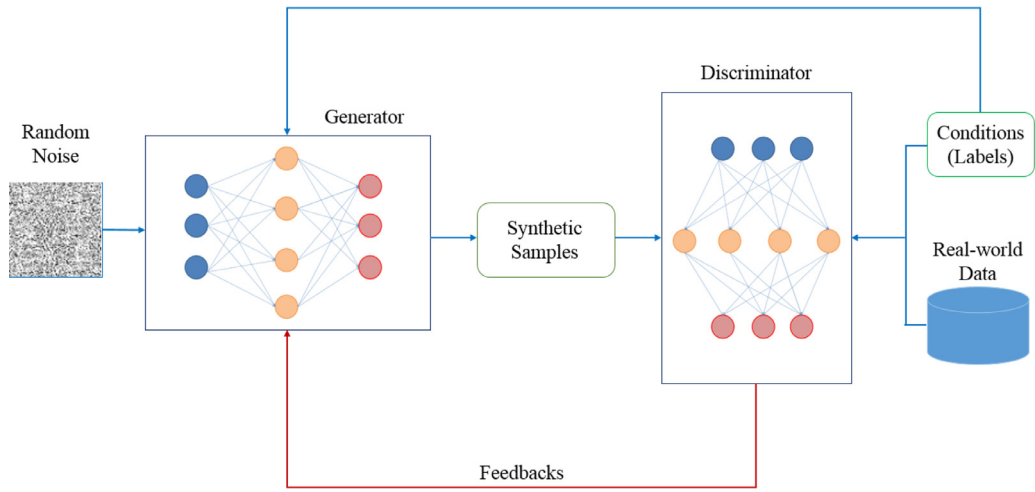 Random
Noise
Generator
Synthetic
Samples
Discriminator
Conditions
(Labels)
Real-world
Data
Feedbacks